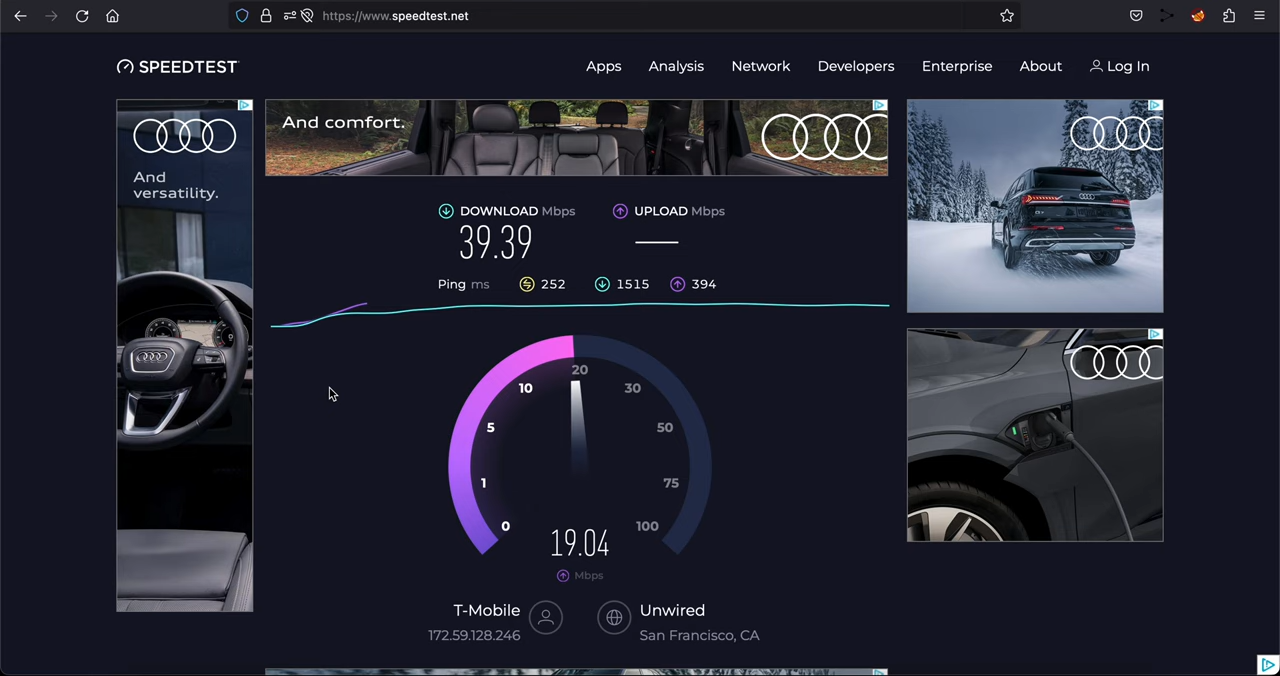 https://www.speedtest.net
SPEEDTEST
Apps Analysis Network Developers Enterprise About Log In
And
versatility.
And comfort.
DOWNLOAD Mbps UPLOAD Mbps
39.39
Ping ms 252 1515 394
0 1 5 10 20 30 50 75 100
19.04
Mbps
T-Mobile
172.59.128.246
Unwired
San Francisco, CA